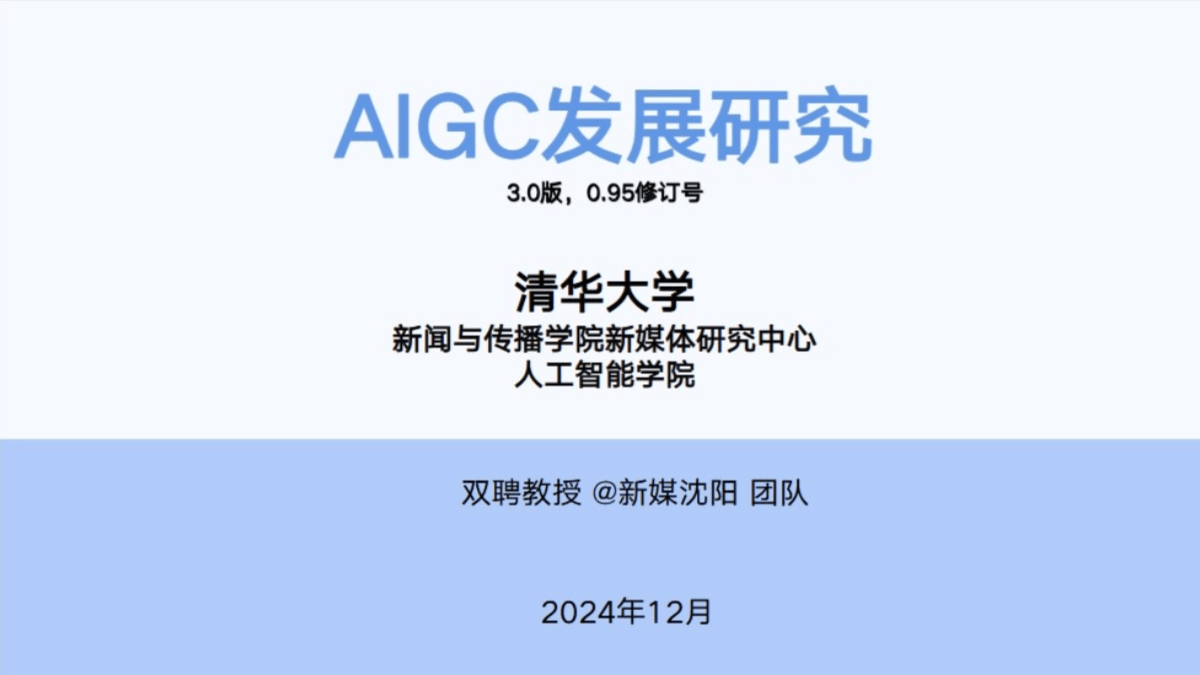 AIGC发展研究
3.0版，0.95修订号
清华大学
新闻与传播学院新媒体研究中心
人工智能学院
双聘教授 @新媒沈阳 团队
2024年12月